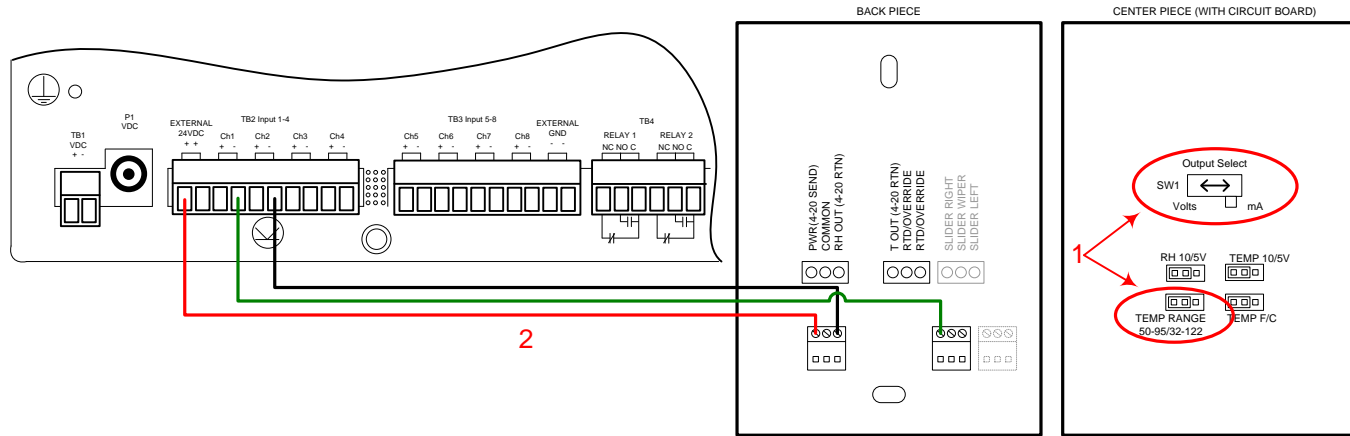 BACK PIECE
CENTER PIECE (WITH CIRCUIT BOARD)
TB1
VDC
+ -
P1
VDC
EXTERNAL
24VDC
+ +
TB2 Input 1-4
Ch1
+ -
Ch2
+ -
Ch3
+ -
Ch4
+ -
TB3 Input 5-8
Ch5
+ -
Ch6
+ -
Ch7
+ -
Ch8
+ -
EXTERNAL
GND
- -
TB4
RELAY 1
NC NO C
RELAY 2
NC NO C
PWR(4-20 SEND)
COMMON
RH OUT (4-20 RTN)
T OUT (4-20 RTN)
RTD/OVERRIDE
RTD/OVERRIDE
SLIDER RIGHT
SLIDER WIPER
SLIDER LEFT
2
Output Select
SW1
Volts
mA
1
RH 10/5V
TEMP 10/5V
TEMP RANGE
50-95/32-122
TEMP F/C